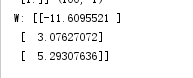 W: [[-11.6095521 ]
[ 3.07627072]
[ 5.29307636]]